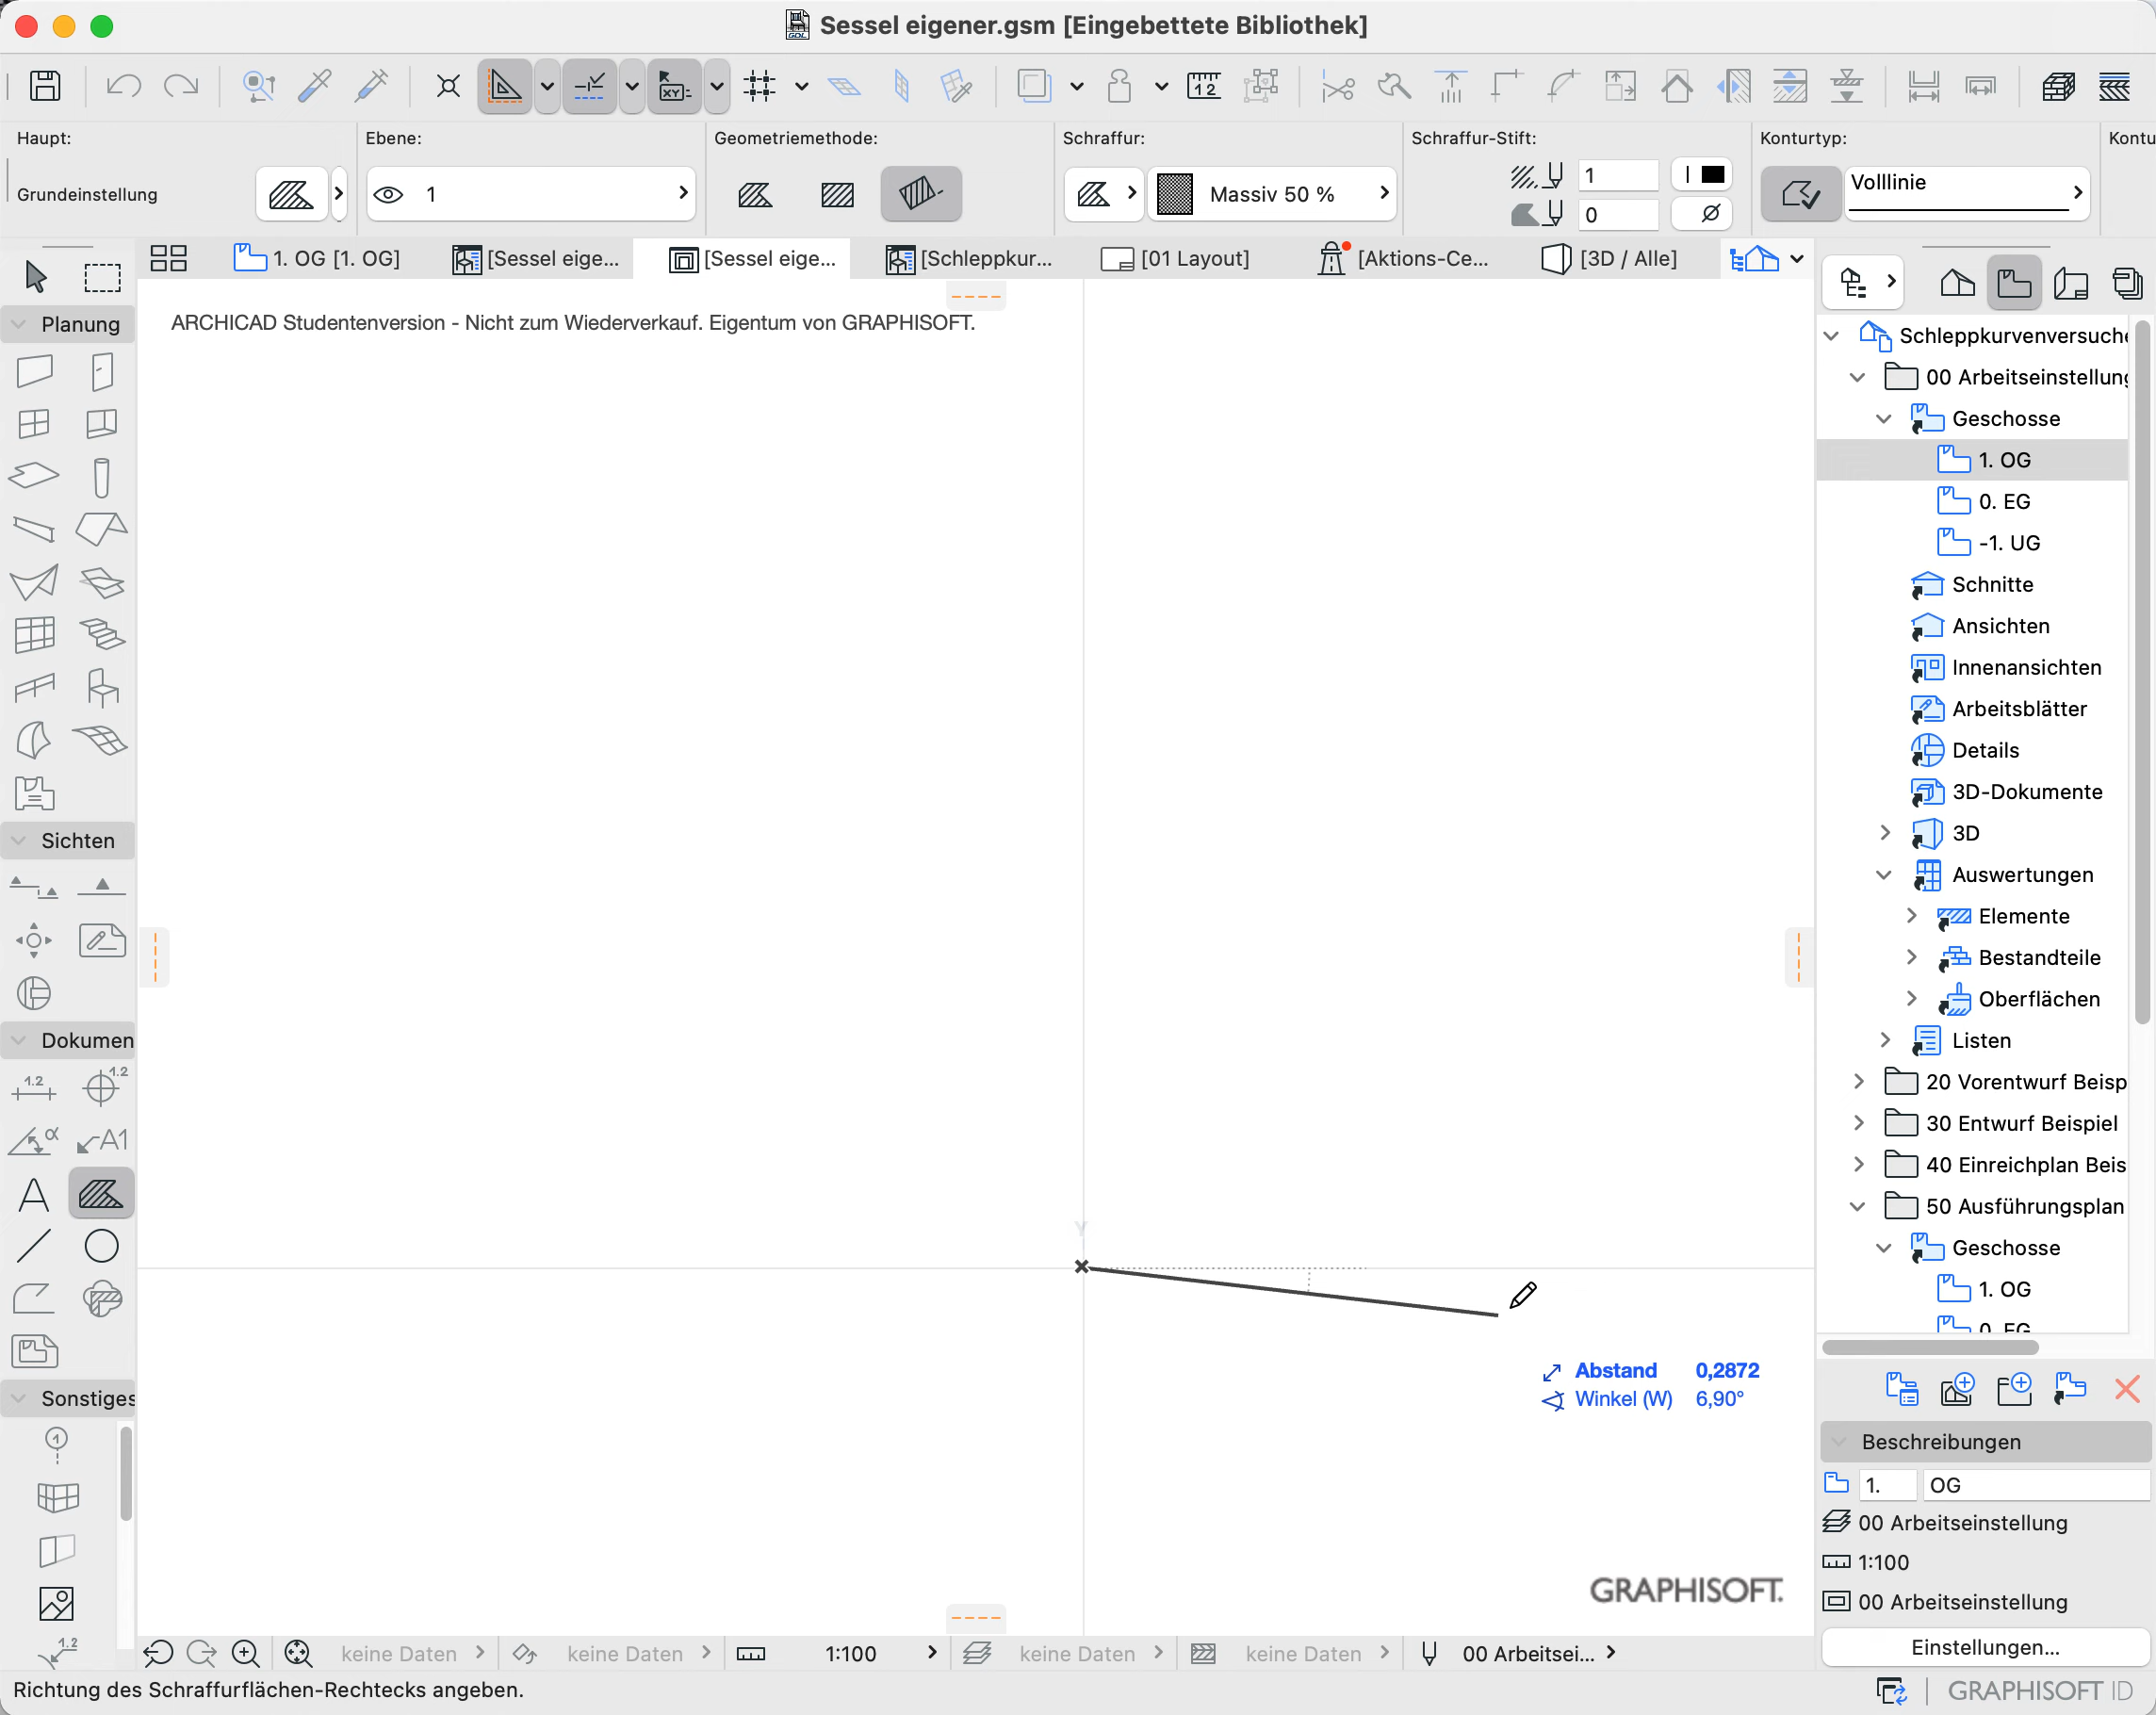 Sessel eigener.gsm [Eingebettete Bibliothek]
Haupt:
Ebene:
Geometriemethode:
Schraffur:
Schraffur-Stift:
Konturtyp:
Kontu
Grundeinstellung
1
Massiv 50 %
1
0
Volllinie
1. OG [1. OG]
[Sessel eige...
[Sessel eige...
[Schleppkur...
[01 Layout]
[Aktions-Ce...
[3D / Alle]
ARCHICAD Studentenversion - Nicht zum Wiederverkauf. Eigentum von GRAPHISOFT.
Planung
Sichten
Dokumen
Sonstiges
Y
Abstand 0,2872
Winkel (W) 6,90°
GRAPHISOFT.
Schleppkurvenversuche
00 Arbeitseinstellung
Geschosse
1. OG
0. EG
-1. UG
Schnitte
Ansichten
Innenansichten
Arbeitsblätter
Details
3D-Dokumente
3D
Auswertungen
Elemente
Bestandteile
Oberflächen
Listen
20 Vorentwurf Beisp
30 Entwurf Beispiel
40 Einreichplan Beis
50 Ausführungsplan
Geschosse
1. OG
0. EG
Beschreibungen
1. OG
00 Arbeitseinstellung
1:100
00 Arbeitseinstellung
Einstellungen...
keine Daten
keine Daten
1:100
keine Daten
keine Daten
00 Arbeitsei...
Richtung des Schraffurflächen-Rechtecks angeben.
GRAPHISOFT ID